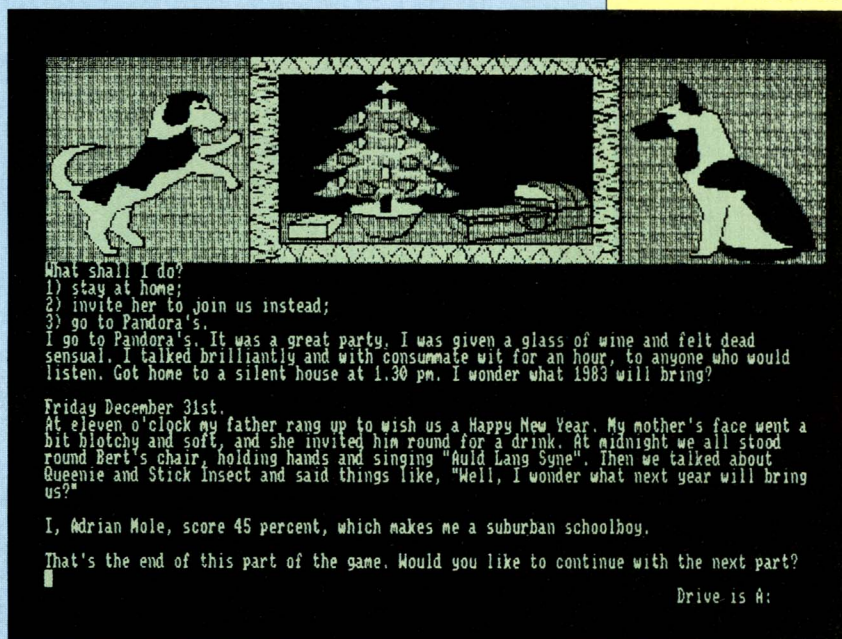 What shall I do?
1) stay at home;
2) invite her to join us instead;
3) go to Pandora's.
I go to Pandora's. It was a great party. I was given a glass of wine and felt dead
sensual. I talked brilliantly and with consummate wit for an hour, to anyone who would
listen. Got home to a silent house at 1.30 pm. I wonder what 1983 will bring?
Friday December 31st.
At eleven o'clock my father rang up to wish us a Happy New Year. My mother's face went a
bit blotchy and soft, and she invited him round for a drink. At midnight we all stood
round Bert's chair, holding hands and singing "Auld Lang Syne". Then we talked about
Queenie and Stick Insect and said things like, "Well, I wonder what next year will bring
us?"
I, Adrian Mole, score 45 percent, which makes me a suburban schoolboy.
That's the end of this part of the game. Would you like to continue with the next part?
Drive is A: